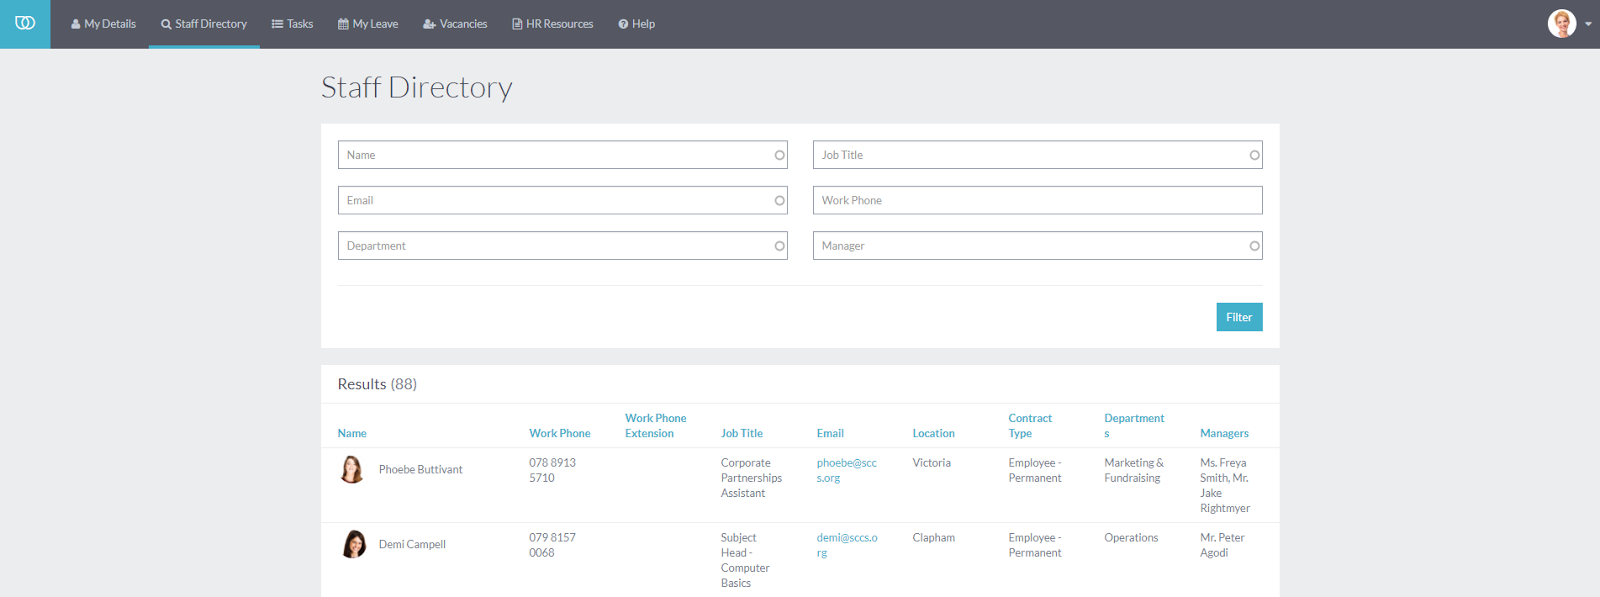 My Details Staff Directory Tasks My Leave Vacancies HR Resources Help
Staff Directory
Name Job Title
Email Work Phone
Department Manager
Filter
Results (88)
Name Work Phone Work Phone Extension Job Title Email Location Contract Type Departments Managers
Phoebe Buttivant 078 8913 5710 Corporate Partnerships Assistant phoebe@sccs.org Victoria Employee - Permanent Marketing & Fundraising Ms. Freya Smith, Mr. Jake Rightmyer
Demi Campell 079 8157 0068 Subject Head - Computer Basics demi@sccs.org Clapham Employee - Permanent Operations Mr. Peter Agodi